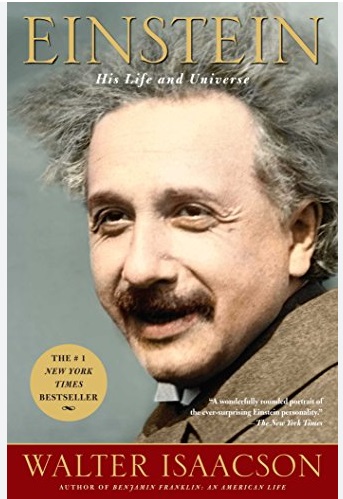 EINSTEIN
His Life and Universe
THE # 1
NEW YORK
TIMES
BESTSELLER
"A wonderfully rounded portrait of
the ever-surprising Einstein personality."
—The New York Times
WALTER ISAACSON
AUTHOR OF BENJAMIN FRANKLIN: AN AMERICAN LIFE